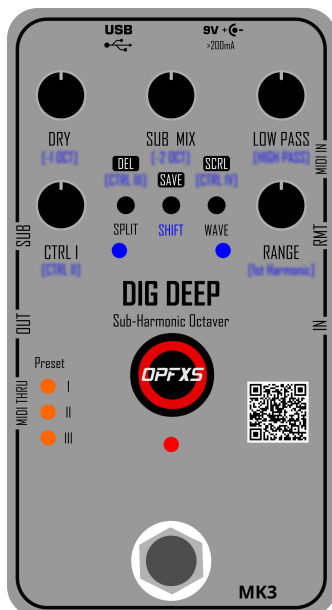 USB
9V +-
>200mA
DRY
SUB MIX
LOW PASS
[-1 OCT]
[-2 OCT]
[HIGH PASS]
MIDI IN
DEL
SCRL
[CTRL III]
SAVE
[CTRL IV]
SPLIT
SHIFT
WAVE
SUB
CTRL I
RANGE
RMT
[CTRL II]
[1st Harmonic]
DIG DEEP
Sub-Harmonic Octaver
OUT
IN
OPFXS
Preset
MIDI THRU
I
II
III
MK3